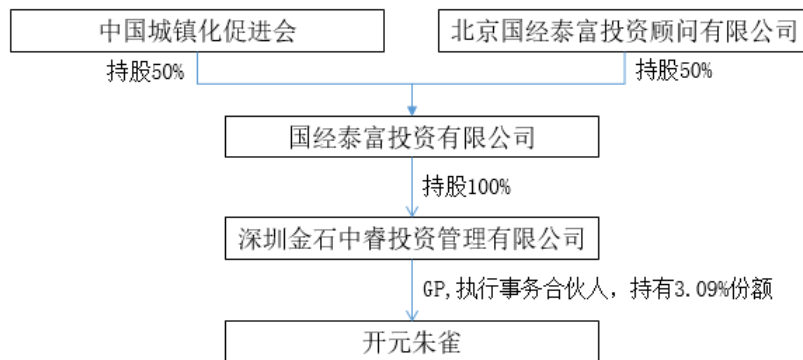 中国城镇化促进会
北京国经泰富投资顾问有限公司
持股50%
持股50%
国经泰富投资有限公司
持股100%
深圳金石中睿投资管理有限公司
GP,执行事务合伙人，持有3.09%份额
开元朱雀